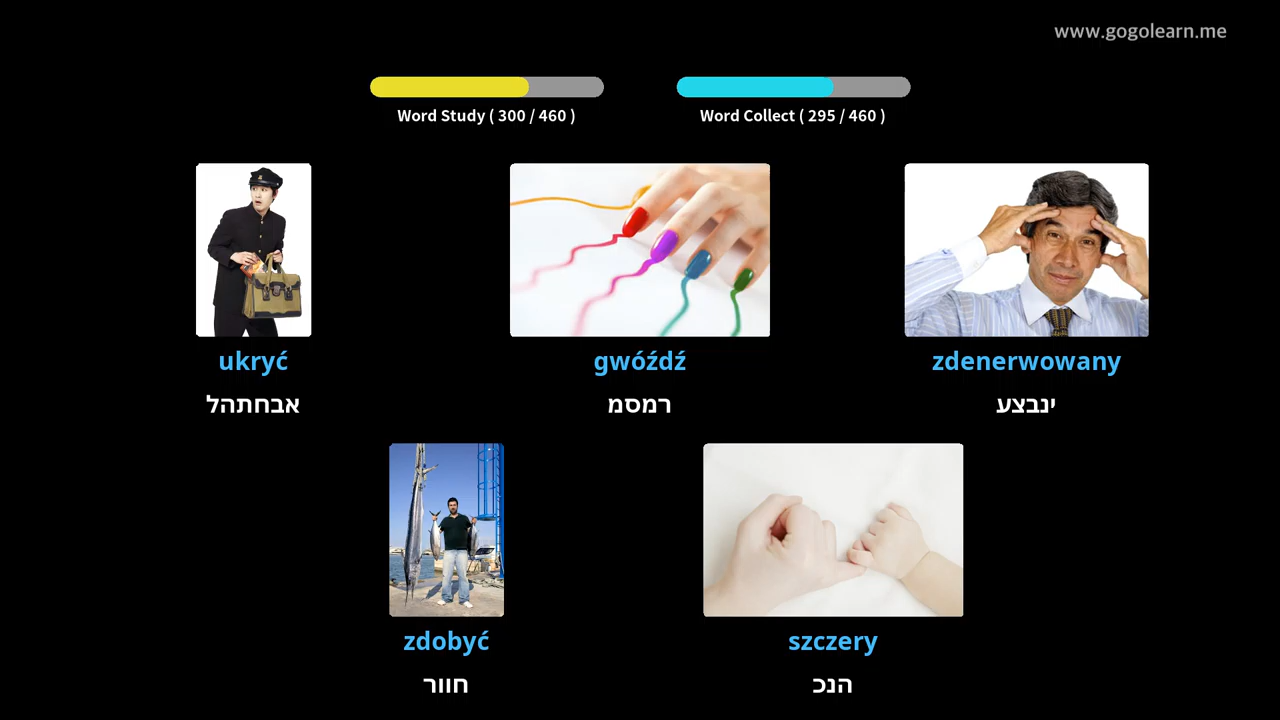 www.gogolearn.me
Word Study ( 300 / 460 )
Word Collect ( 295 / 460 )
ukryć
אבחתהל
gwóźdź
רמסמ
zdenerwowany
ינבצע
zdobyć
חוור
szczery
הנכ